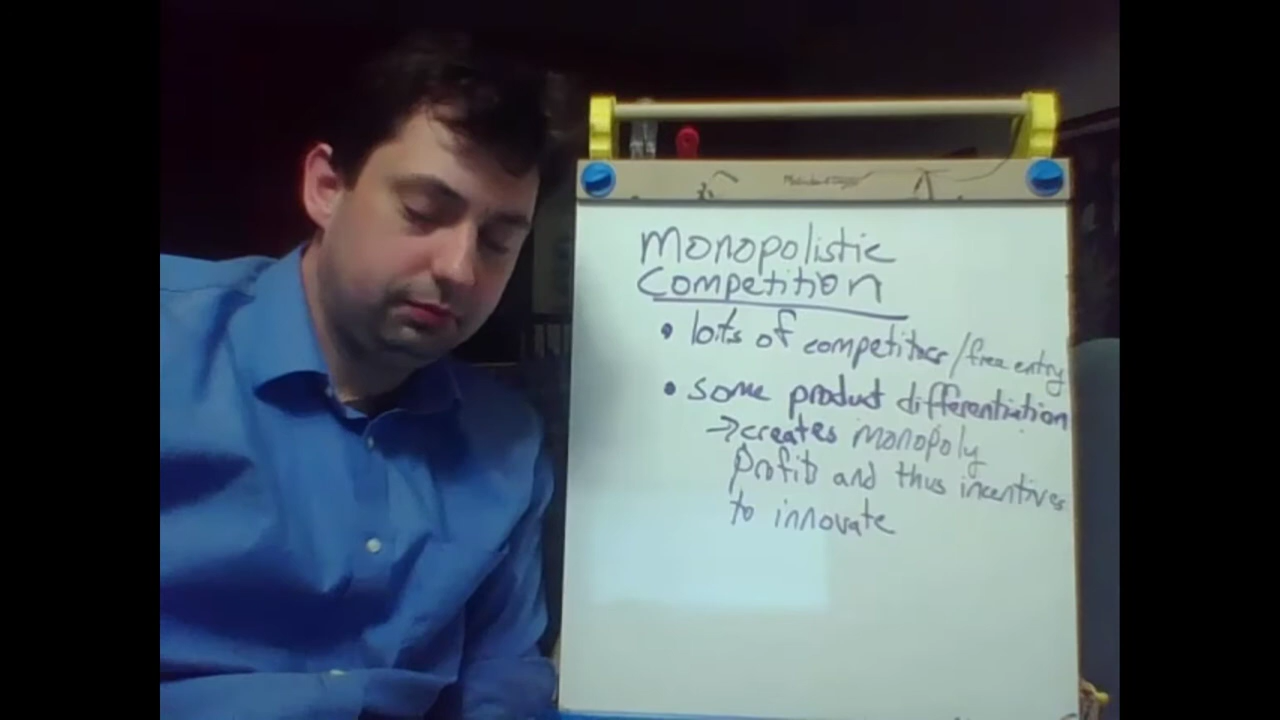 Monopolistic
Competition
• lots of competitors/free entry
• some product differentiation
→ creates monopoly
profits and thus incentives
to innovate